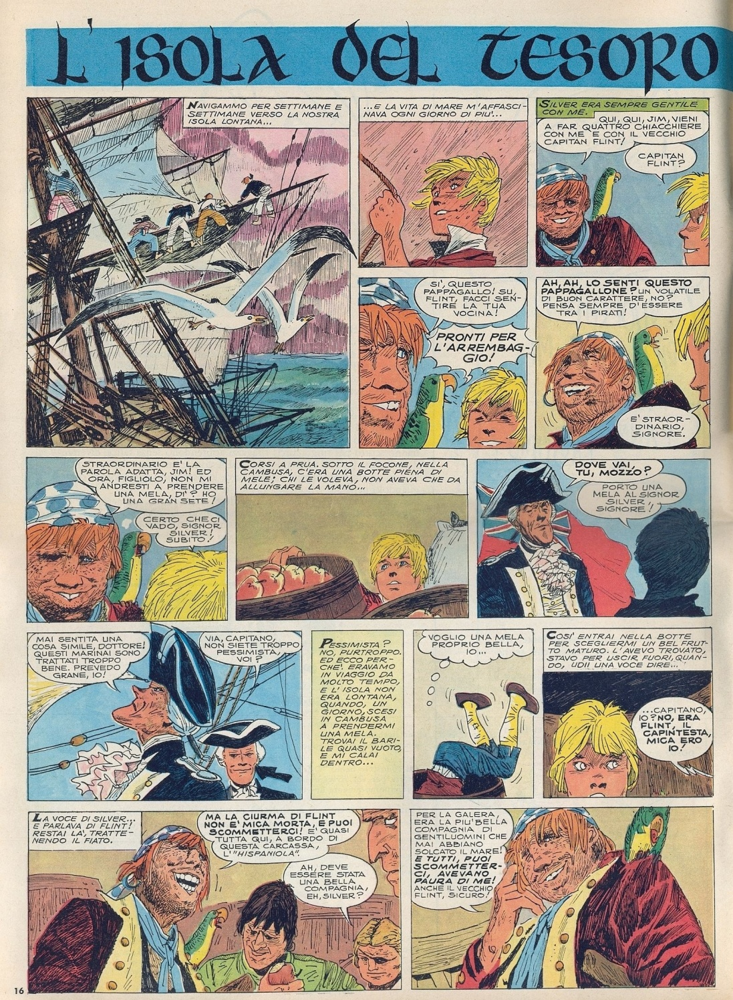 L'ISOLA DEL TESORO
NAVIGAMMO PER SETTIMANE E
SETTIMANE VERSO LA NOSTRA
ISOLA LONTANA...
...E LA VITA DI MARE M'AFFASCI-
NAVA OGNI GIORNO DI PIU'...
SILVER ERA SEMPRE GENTILE
CON ME.
QUI, QUI, JIM, VIENI
A FAR QUATTRO CHIACCHIERE
CON ME E CON IL VECCHIO
CAPITAN FLINT!
CAPITAN
FLINT?
SI', QUESTO
PAPPAGALLO! SU,
FLINT, FACCI SEN-
TIRE LA TUA
VOCINA!
PRONTI PER
L'ARREMBAG-
GIO!
AH, AH, LO SENTI QUESTO
PAPPAGALLONE? UN VOLATILE
DI BUON CARATTERE, NO?
PENSA SEMPRE D'ESSERE
TRA I PIRATI!
E' STRAOR-
DINARIO,
SIGNORE.
STRAORDINARIO E' LA
PAROLA ADATTA, JIM! ED
ORA, FIGLIOLO, NON MI
ANDRESTI A PRENDERE
UNA MELA, DI'? HO
UNA GRAN SETE!
CERTO CHE CI
VADO, SIGNOR
SILVER!
SUBITO!
CORSI A PRUA. SOTTO IL FOCONE, NELLA
CAMBUSA, C'ERA UNA BOTTE PIENA DI
MELE; CHI LE VOLEVA, NON AVEVA CHE DA
ALLUNGARE LA MANO...
DOVE VAI,
TU, MOZZO?
PORTO UNA
MELA AL SIGNOR
SILVER,
SIGNORE!
MAI SENTITA UNA
COSA SIMILE, DOTTORE!
QUESTI MARINAI SONO
TRATTATI TROPPO
BENE. PREVEDO
GRANE, IO!
VIA, CAPITANO,
NON SIETE TROPPO
PESSIMISTA,
VOI?
PESSIMISTA?
NO, PURTROPPO.
ED ECCO PER-
CHE'. ERAVAMO
IN VIAGGIO DA
MOLTO TEMPO,
E L'ISOLA NON
ERA LONTANA,
QUANDO, UN
GIORNO, SCESI
IN CAMBUSA
A PRENDERMI
UNA MELA.
TROVAI IL BARI-
LE QUASI VUOTO,
E MI CALAI
DENTRO...
VOGLIO UNA MELA
PROPRIO BELLA,
IO...
COSI' ENTRAI NELLA BOTTE
PER SCEGLIERMI UN BEL FRUT-
TO MATURO. L'AVEVO TROVATO,
STAVO PER USCIR FUORI, QUAN-
DO, UDII UNA VOCE DIRE...
...CAPITANO,
IO? NO, ERA
FLINT, IL
CAPINTESTA,
MICA ERO
IO!
LA VOCE DI SILVER...
E PARLAVA DI FLINT!
RESTAI LA', TRATTE-
NENDO IL FIATO.
MA LA CIURMA DI FLINT
NON E' MICA MORTA, E PUOI
SCOMMETTERCI! E' QUASI
TUTTA QUI, A BORDO DI
QUESTA CARCASSA,
L'"HISPANIOLA".
AH, DEVE
ESSERE STATA
UNA BELLA
COMPAGNIA,
EH, SILVER?
PER LA GALERA,
ERA LA PIU' BELLA
COMPAGNIA DI
GENTILUOMINI CHE
MAI ABBIANO
SOLCATO IL MARE!
E TUTTI, PUOI
SCOMMETTER-
CI, AVEVANO
PAURA DI ME!
ANCHE IL VECCHIO
FLINT, SICURO!
16